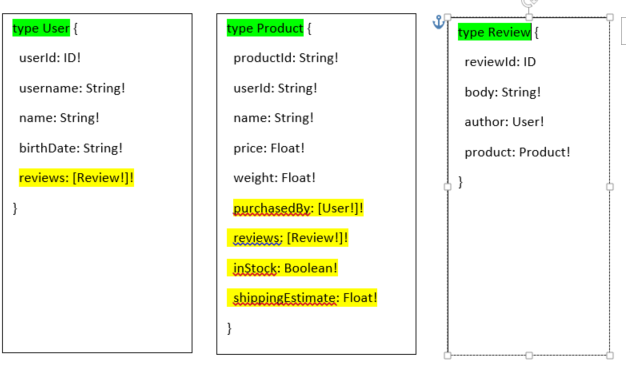 type User {
userId: ID!
username: String!
name: String!
birthDate: String!
reviews: [Review!]!
}
type Product {
productId: String!
userId: String!
name: String!
price: Float!
weight: Float!
purchasedBy: [User!]!
reviews: [Review!]!
inStock: Boolean!
shippingEstimate: Float!
}
type Review {
reviewId: ID
body: String!
author: User!
product: Product!
}